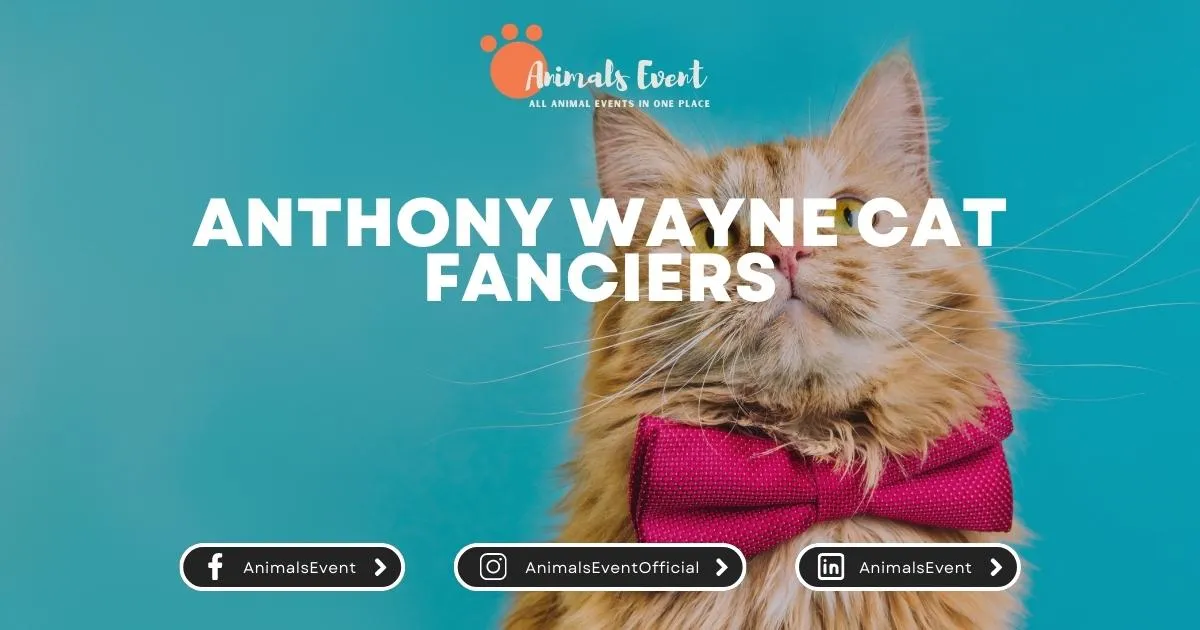 Animals Event
ALL ANIMAL EVENTS IN ONE PLACE
ANTHONY WAYNE CAT
FANCIERS
AnimalsEvent
AnimalsEventOfficial
AnimalsEvent